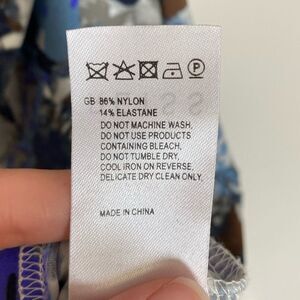 GB 86% NYLON
14% ELASTANE
DO NOT MACHINE WASH,
DO NOT USE PRODUCTS
CONTAINING BLEACH,
DO NOT TUMBLE DRY,
COOL IRON ON REVERSE,
DELICATE DRY CLEAN ONLY.
MADE IN CHINA